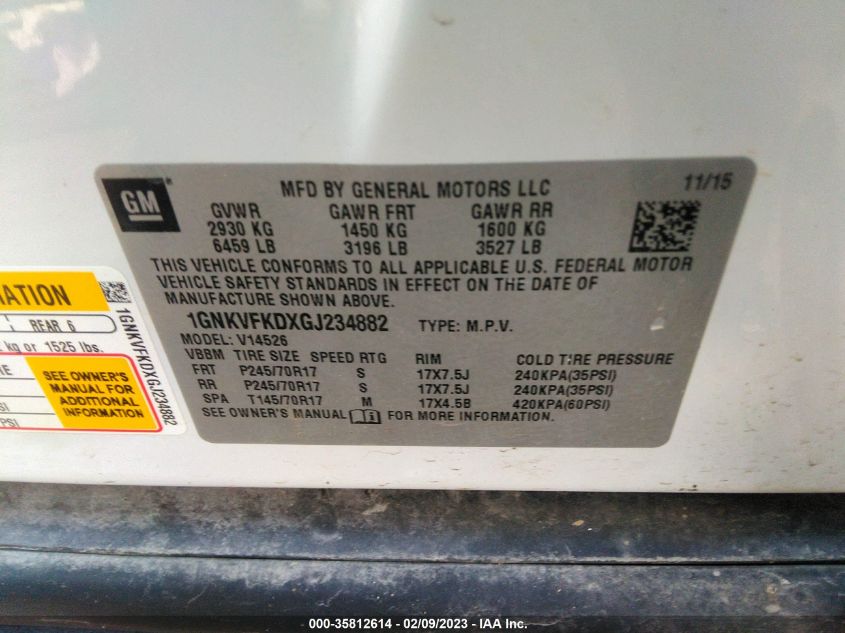 GM ®
MFD BY GENERAL MOTORS LLC
11/15
GVWR GAWR FRT GAWR RR
2930 KG 1450 KG 1600 KG
6459 LB 3196 LB 3527 LB
THIS VEHICLE CONFORMS TO ALL APPLICABLE U.S. FEDERAL MOTOR
VEHICLE SAFETY STANDARDS IN EFFECT ON THE DATE OF
MANUFACTURE SHOWN ABOVE.
1GNKVFKDXGJ234882 TYPE: M.P.V.
MODEL: V14526
VBBM TIRE SIZE SPEED RTG RIM COLD TIRE PRESSURE
FRT P245/70R17 S 17X7.5J 240KPA(35PSI)
RR P245/70R17 S 17X7.5J 240KPA(35PSI)
SPA T145/70R17 M 17X4.5B 420KPA(60PSI)
SEE OWNER'S MANUAL FOR MORE INFORMATION.
MATION
REAR 6
kg or 1525 lbs.
SEE OWNER'S
MANUAL FOR
ADDITIONAL
INFORMATION
1GNKVFKDXGJ234882
000-35812614 - 02/09/2023 - IAA Inc.